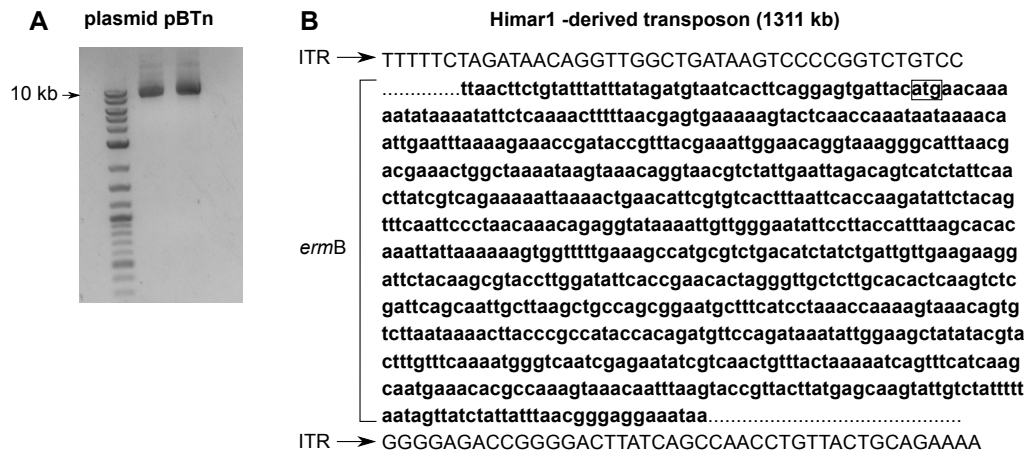 A plasmid pBTn
10 kb
B Himar1 -derived transposon (1311 kb)
ITR TTTTTCTAGATAACAGGTTGGCTGATAAGTCCCCGGTCTGTCC
..............ttaacttctgtatttatttatagatgtaatcacttcaggagtgattacatgaacaaa
aatataaaatattctcaaaactttttaacgagtgaaaaagtactcaaccaaataataaaaca
attgaatttaaaagaaaccgataccgtttacgaaattggaacaggtaaagggcatttaacg
acgaaactggctaaaataagtaaacaggtaacgtctattgaattagacagtcatctattcaa
cttatcgtcagaaaaattaaaactgaacattcgtgtcactttaattcaccaagatattctacag
tttcaattccctaacaaacagaggtataaaattgttgggaatattccttaccatttaagcacac
ermB
aaattattaaaaaagtggtttttgaaagccatgcgtctgacatctatctgattgttgaagaagg
attctacaagcgtaccttggatattcaccgaacactagggttgctcttgcacactcaagtctc
gattcagcaattgcttaagctgccagcggaatgctttcatcctaaaccaaaagtaaacagtg
tcttaataaaacttacccgccataccacagatgttccagataaatattggaagctatatacgta
ctttgtttcaaaatgggtcaatcgagaatatcgtcaactgtttactaaaaatcagtttcatcaag
caatgaaacacgccaaagtaaacaatttaagtaccgttacttatgagcaagtattgtctattttt
aatagttatctattatttaacgggaggaaataa..........................................
ITR GGGGAGACCGGGGACTTATCAGCCAACCTGTTACTGCAGAAAA